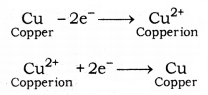 Cu − 2e⁻ ⟶ Cu²⁺
Copper Copperion
Cu²⁺ + 2e⁻ ⟶ Cu
Copperion Copper